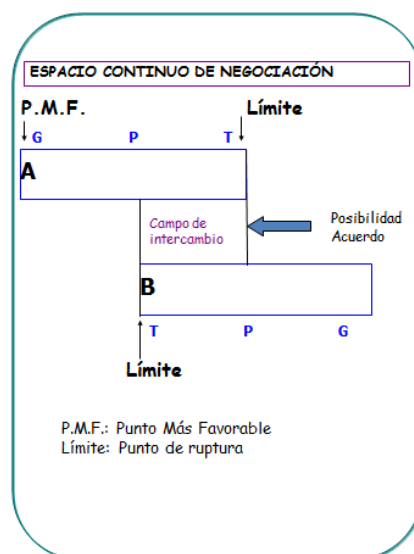 ESPACIO CONTINUO DE NEGOCIACIÓN
P.M.F. Límite
G P T
A
Campo de
intercambio
Posibilidad
Acuerdo
B
T P G
Límite
P.M.F.: Punto Más Favorable
Límite: Punto de ruptura